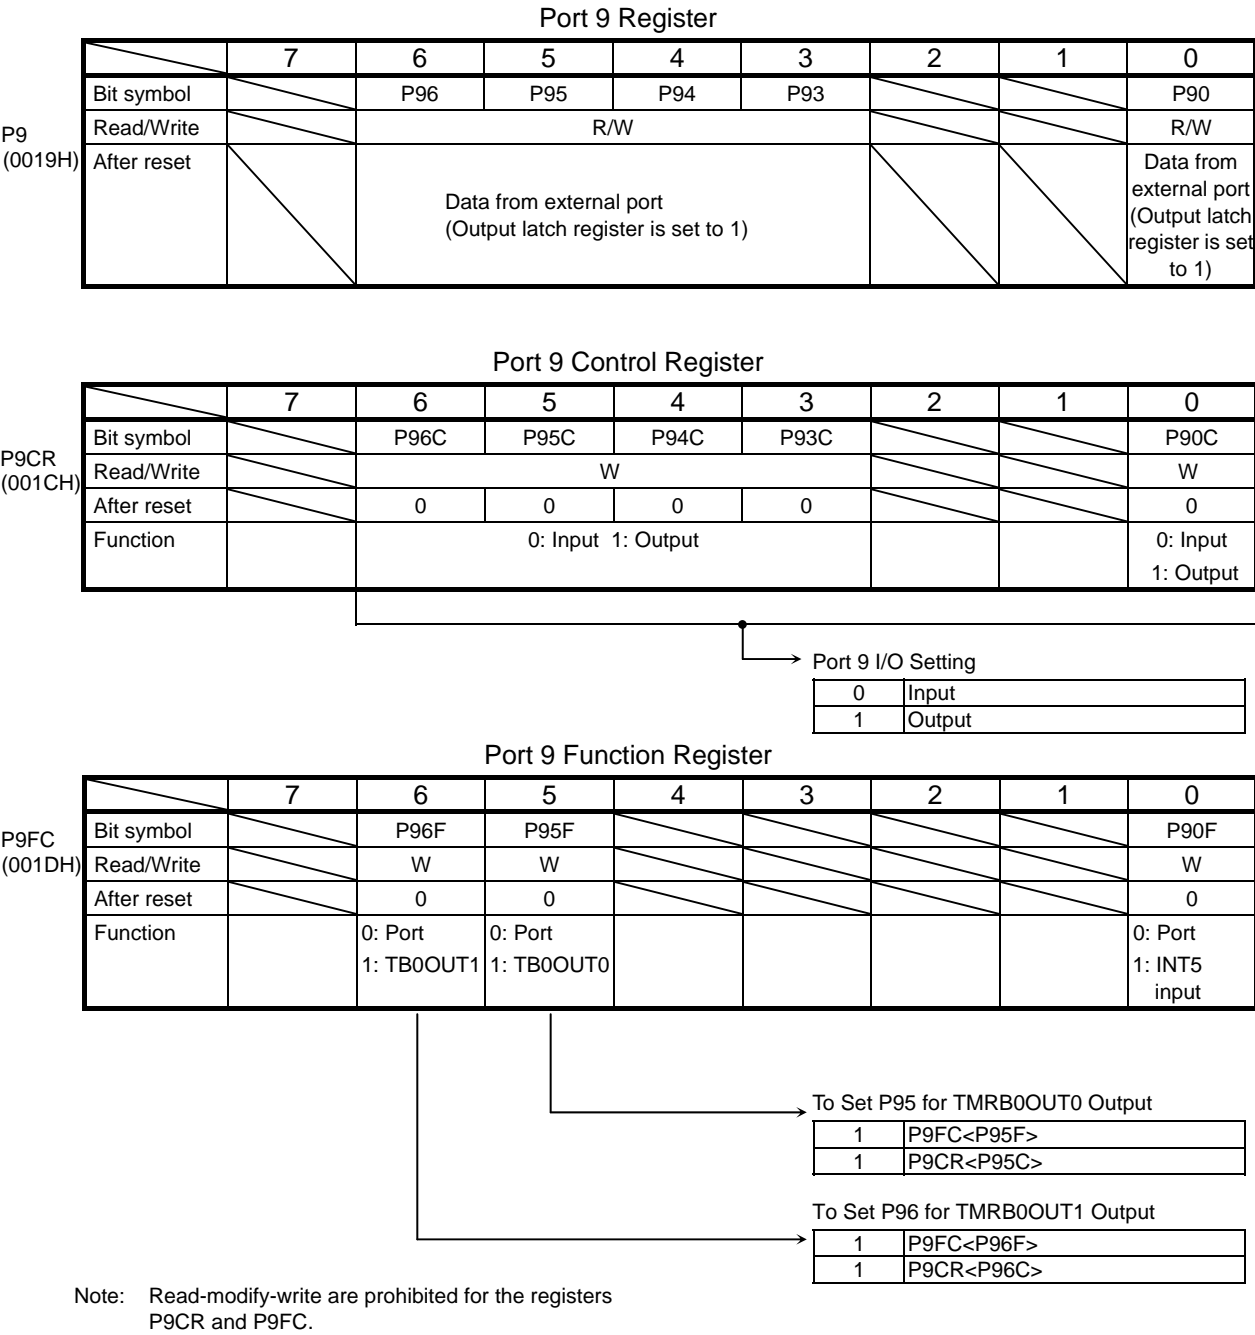 Port 9 Register
7 6 5 4 3 2 1 0
Bit symbol P96 P95 P94 P93 P90
P9
(0019H)
Read/Write R/W R/W
After reset
Data from external port
(Output latch register is set to 1)
Data from
external port
(Output latch
register is set
to 1)
Port 9 Control Register
7 6 5 4 3 2 1 0
Bit symbol P96C P95C P94C P93C P90C
P9CR
(001CH)
Read/Write W W
After reset 0 0 0 0 0
Function 0: Input 1: Output 0: Input
1: Output
Port 9 I/O Setting
0 Input
1 Output
Port 9 Function Register
7 6 5 4 3 2 1 0
Bit symbol P96F P95F P90F
P9FC
(001DH)
Read/Write W W W
After reset 0 0 0
Function 0: Port 0: Port 0: Port
1: TB0OUT1 1: TB0OUT0 1: INT5
input
To Set P95 for TMRB0OUT0 Output
1 P9FC<P95F>
1 P9CR<P95C>
To Set P96 for TMRB0OUT1 Output
1 P9FC<P96F>
1 P9CR<P96C>
Note: Read-modify-write are prohibited for the registers
P9CR and P9FC.